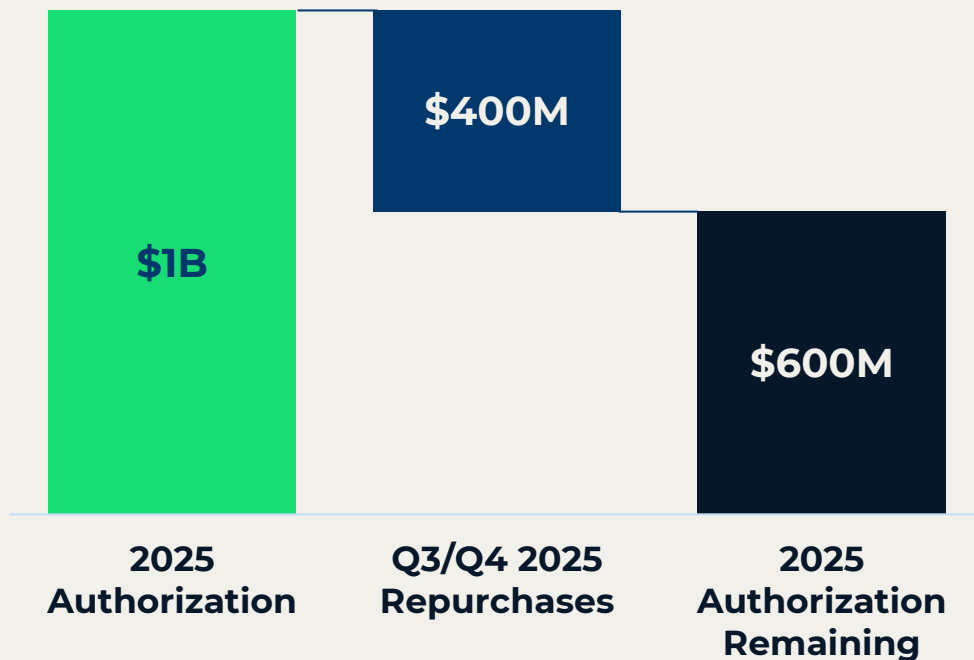 $400M
$1B
$600M
2025
Authorization
Q3/Q4 2025
Repurchases
2025
Authorization
Remaining